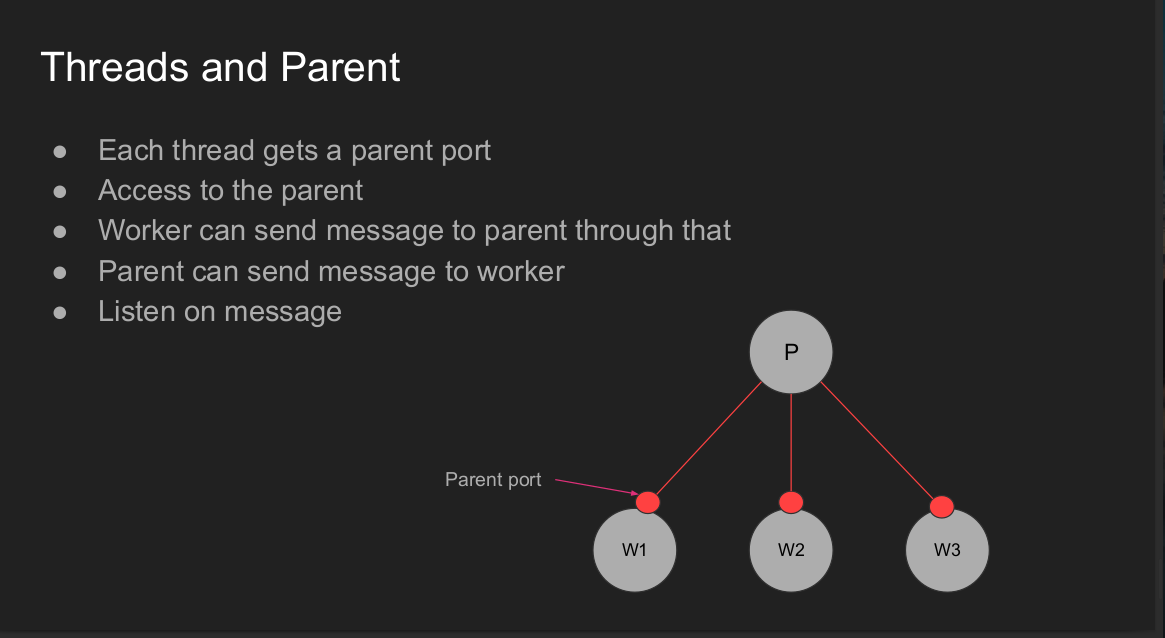 Threads and Parent
● Each thread gets a parent port
● Access to the parent
● Worker can send message to parent through that
● Parent can send message to worker
● Listen on message
P
Parent port
W1
W2
W3